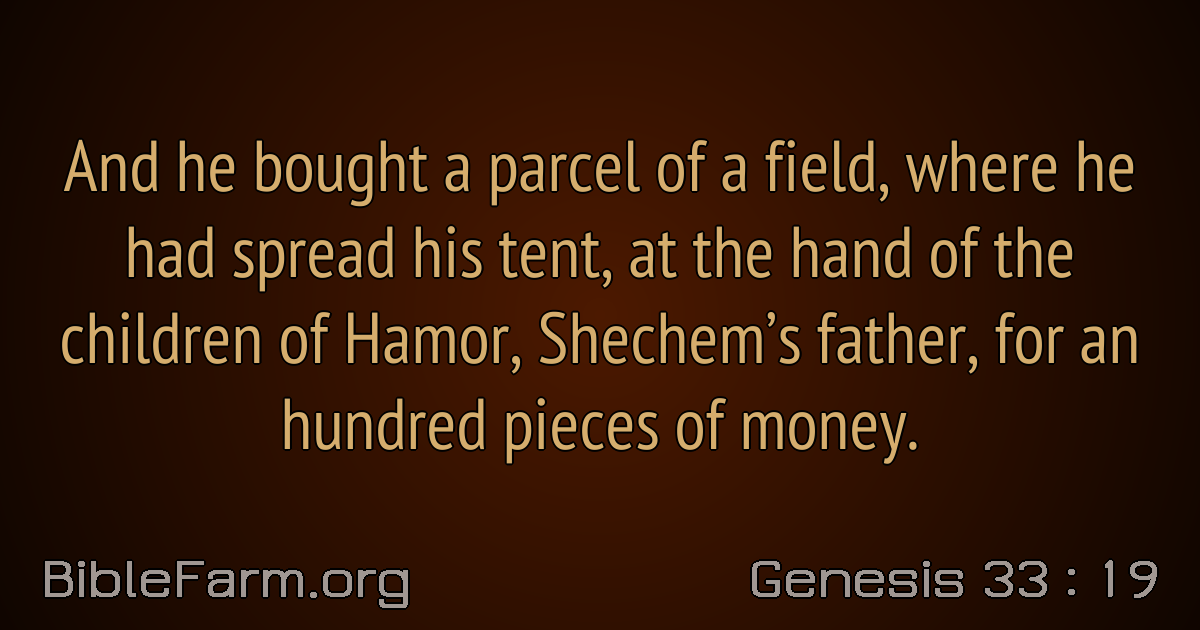 And he bought a parcel of a field, where he
had spread his tent, at the hand of the
children of Hamor, Shechem’s father, for an
hundred pieces of money.
BibleFarm.org
Genesis 33 : 19